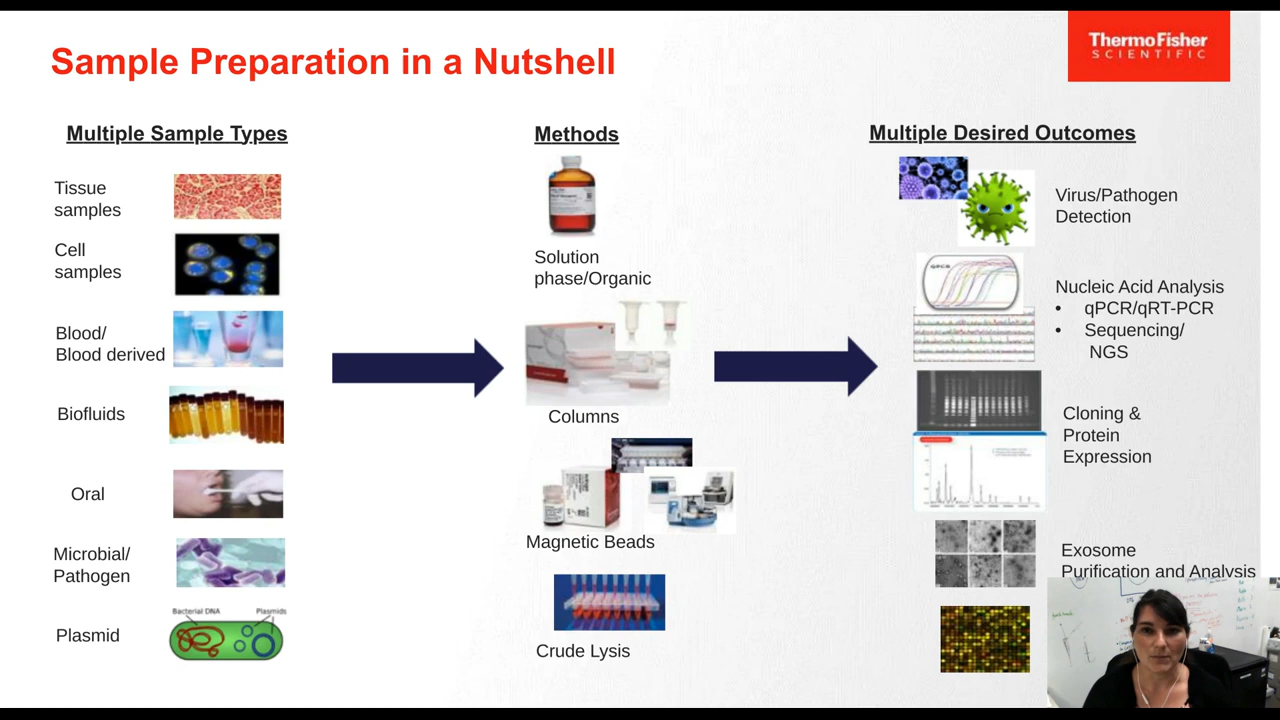 Sample Preparation in a Nutshell
ThermoFisher
SCIENTIFIC
Multiple Sample Types
Tissue
samples
Cell
samples
Blood/
Blood derived
Biofluids
Oral
Microbial/
Pathogen
Plasmid
Bacterial DNA
Plasmids
Methods
Solution
phase/Organic
Columns
Magnetic Beads
Crude Lysis
Multiple Desired Outcomes
Virus/Pathogen
Detection
qPCR
Nucleic Acid Analysis
• qPCR/qRT-PCR
• Sequencing/
NGS
Cloning &
Protein
Expression
Exosome
Purification and Analysis